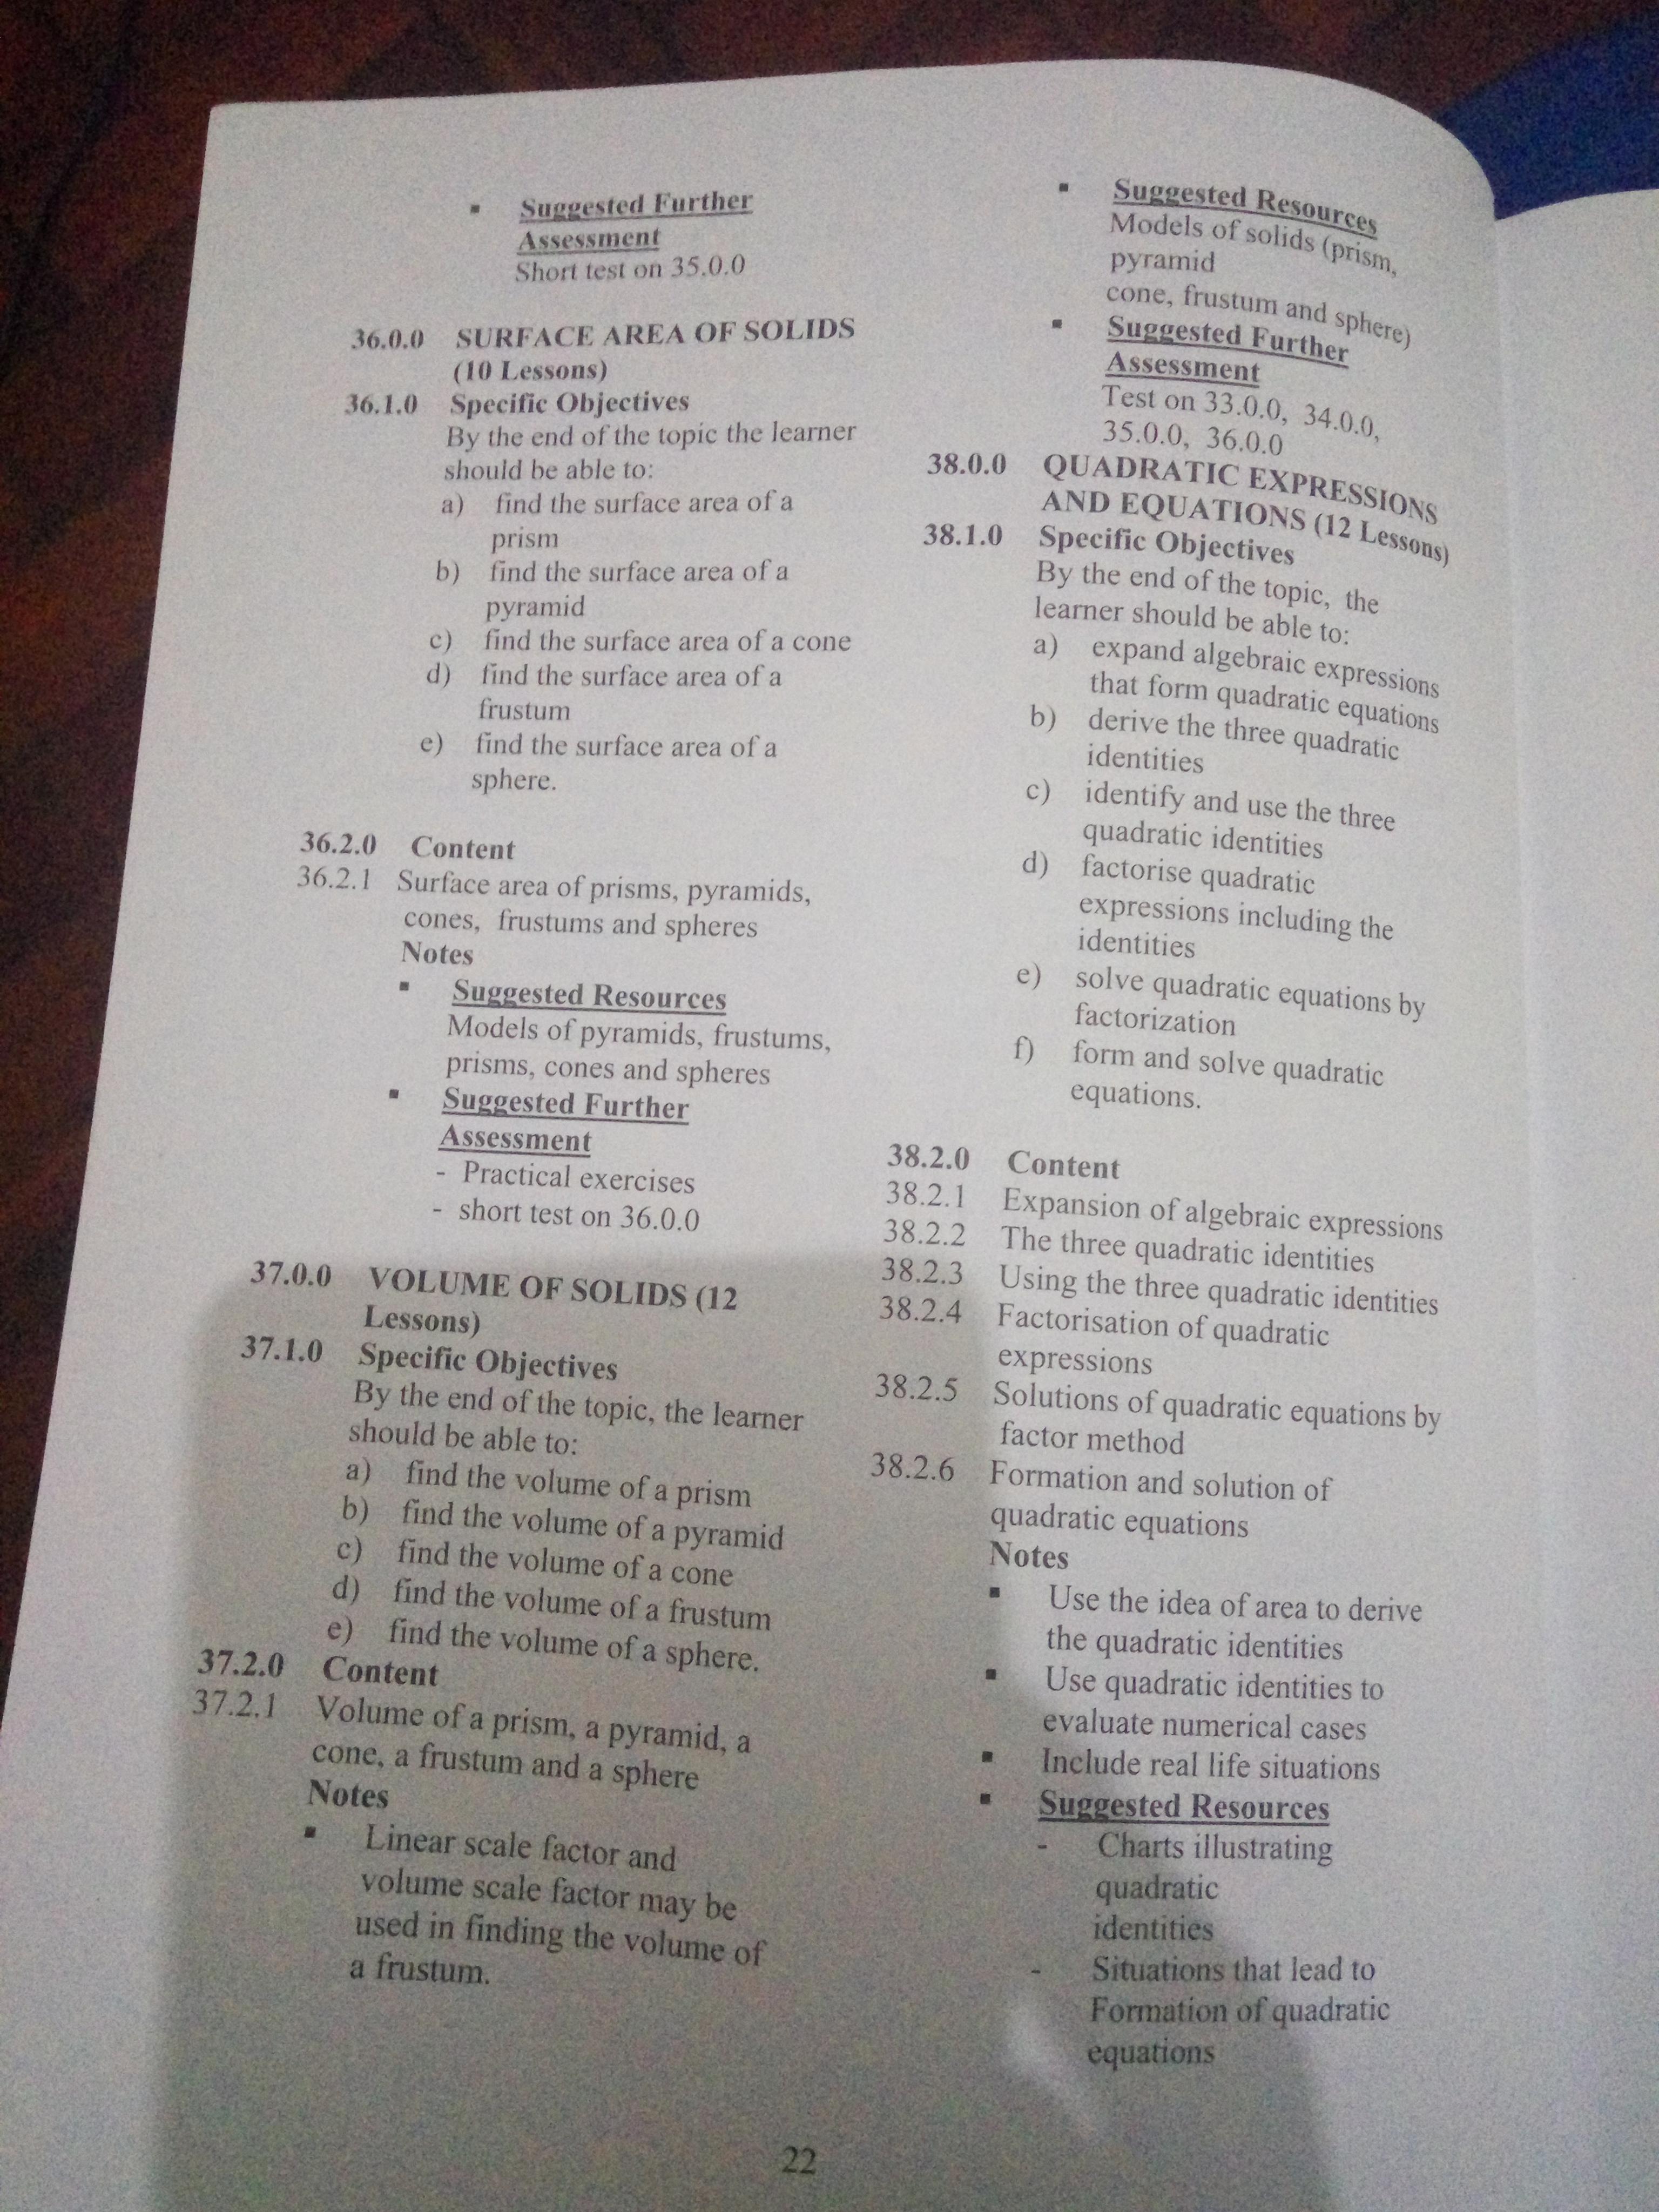 ▪ Suggested Further
Assessment
Short test on 35.0.0
36.0.0 SURFACE AREA OF SOLIDS
(10 Lessons)
36.1.0 Specific Objectives
By the end of the topic the learner
should be able to:
a) find the surface area of a
prism
b) find the surface area of a
pyramid
c) find the surface area of a cone
d) find the surface area of a
frustum
e) find the surface area of a
sphere.
36.2.0 Content
36.2.1 Surface area of prisms, pyramids,
cones, frustums and spheres
Notes
▪ Suggested Resources
Models of pyramids, frustums,
prisms, cones and spheres
▪ Suggested Further
Assessment
- Practical exercises
- short test on 36.0.0
37.0.0 VOLUME OF SOLIDS (12
Lessons)
37.1.0 Specific Objectives
By the end of the topic, the learner
should be able to:
a) find the volume of a prism
b) find the volume of a pyramid
c) find the volume of a cone
d) find the volume of a frustum
e) find the volume of a sphere.
37.2.0 Content
37.2.1 Volume of a prism, a pyramid, a
cone, a frustum and a sphere
Notes
▪ Linear scale factor and
volume scale factor may be
used in finding the volume of
a frustum.
▪ Suggested Resources
Models of solids (prism,
pyramid
cone, frustum and sphere)
▪ Suggested Further
Assessment
Test on 33.0.0, 34.0.0,
35.0.0, 36.0.0
38.0.0 QUADRATIC EXPRESSIONS
AND EQUATIONS (12 Lessons)
38.1.0 Specific Objectives
By the end of the topic, the
learner should be able to:
a) expand algebraic expressions
that form quadratic equations
b) derive the three quadratic
identities
c) identify and use the three
quadratic identities
d) factorise quadratic
expressions including the
identities
e) solve quadratic equations by
factorization
f) form and solve quadratic
equations.
38.2.0 Content
38.2.1 Expansion of algebraic expressions
38.2.2 The three quadratic identities
38.2.3 Using the three quadratic identities
38.2.4 Factorisation of quadratic
expressions
38.2.5 Solutions of quadratic equations by
factor method
38.2.6 Formation and solution of
quadratic equations
Notes
▪ Use the idea of area to derive
the quadratic identities
▪ Use quadratic identities to
evaluate numerical cases
▪ Include real life situations
▪ Suggested Resources
- Charts illustrating
quadratic
identities
- Situations that lead to
Formation of quadratic
equations
22